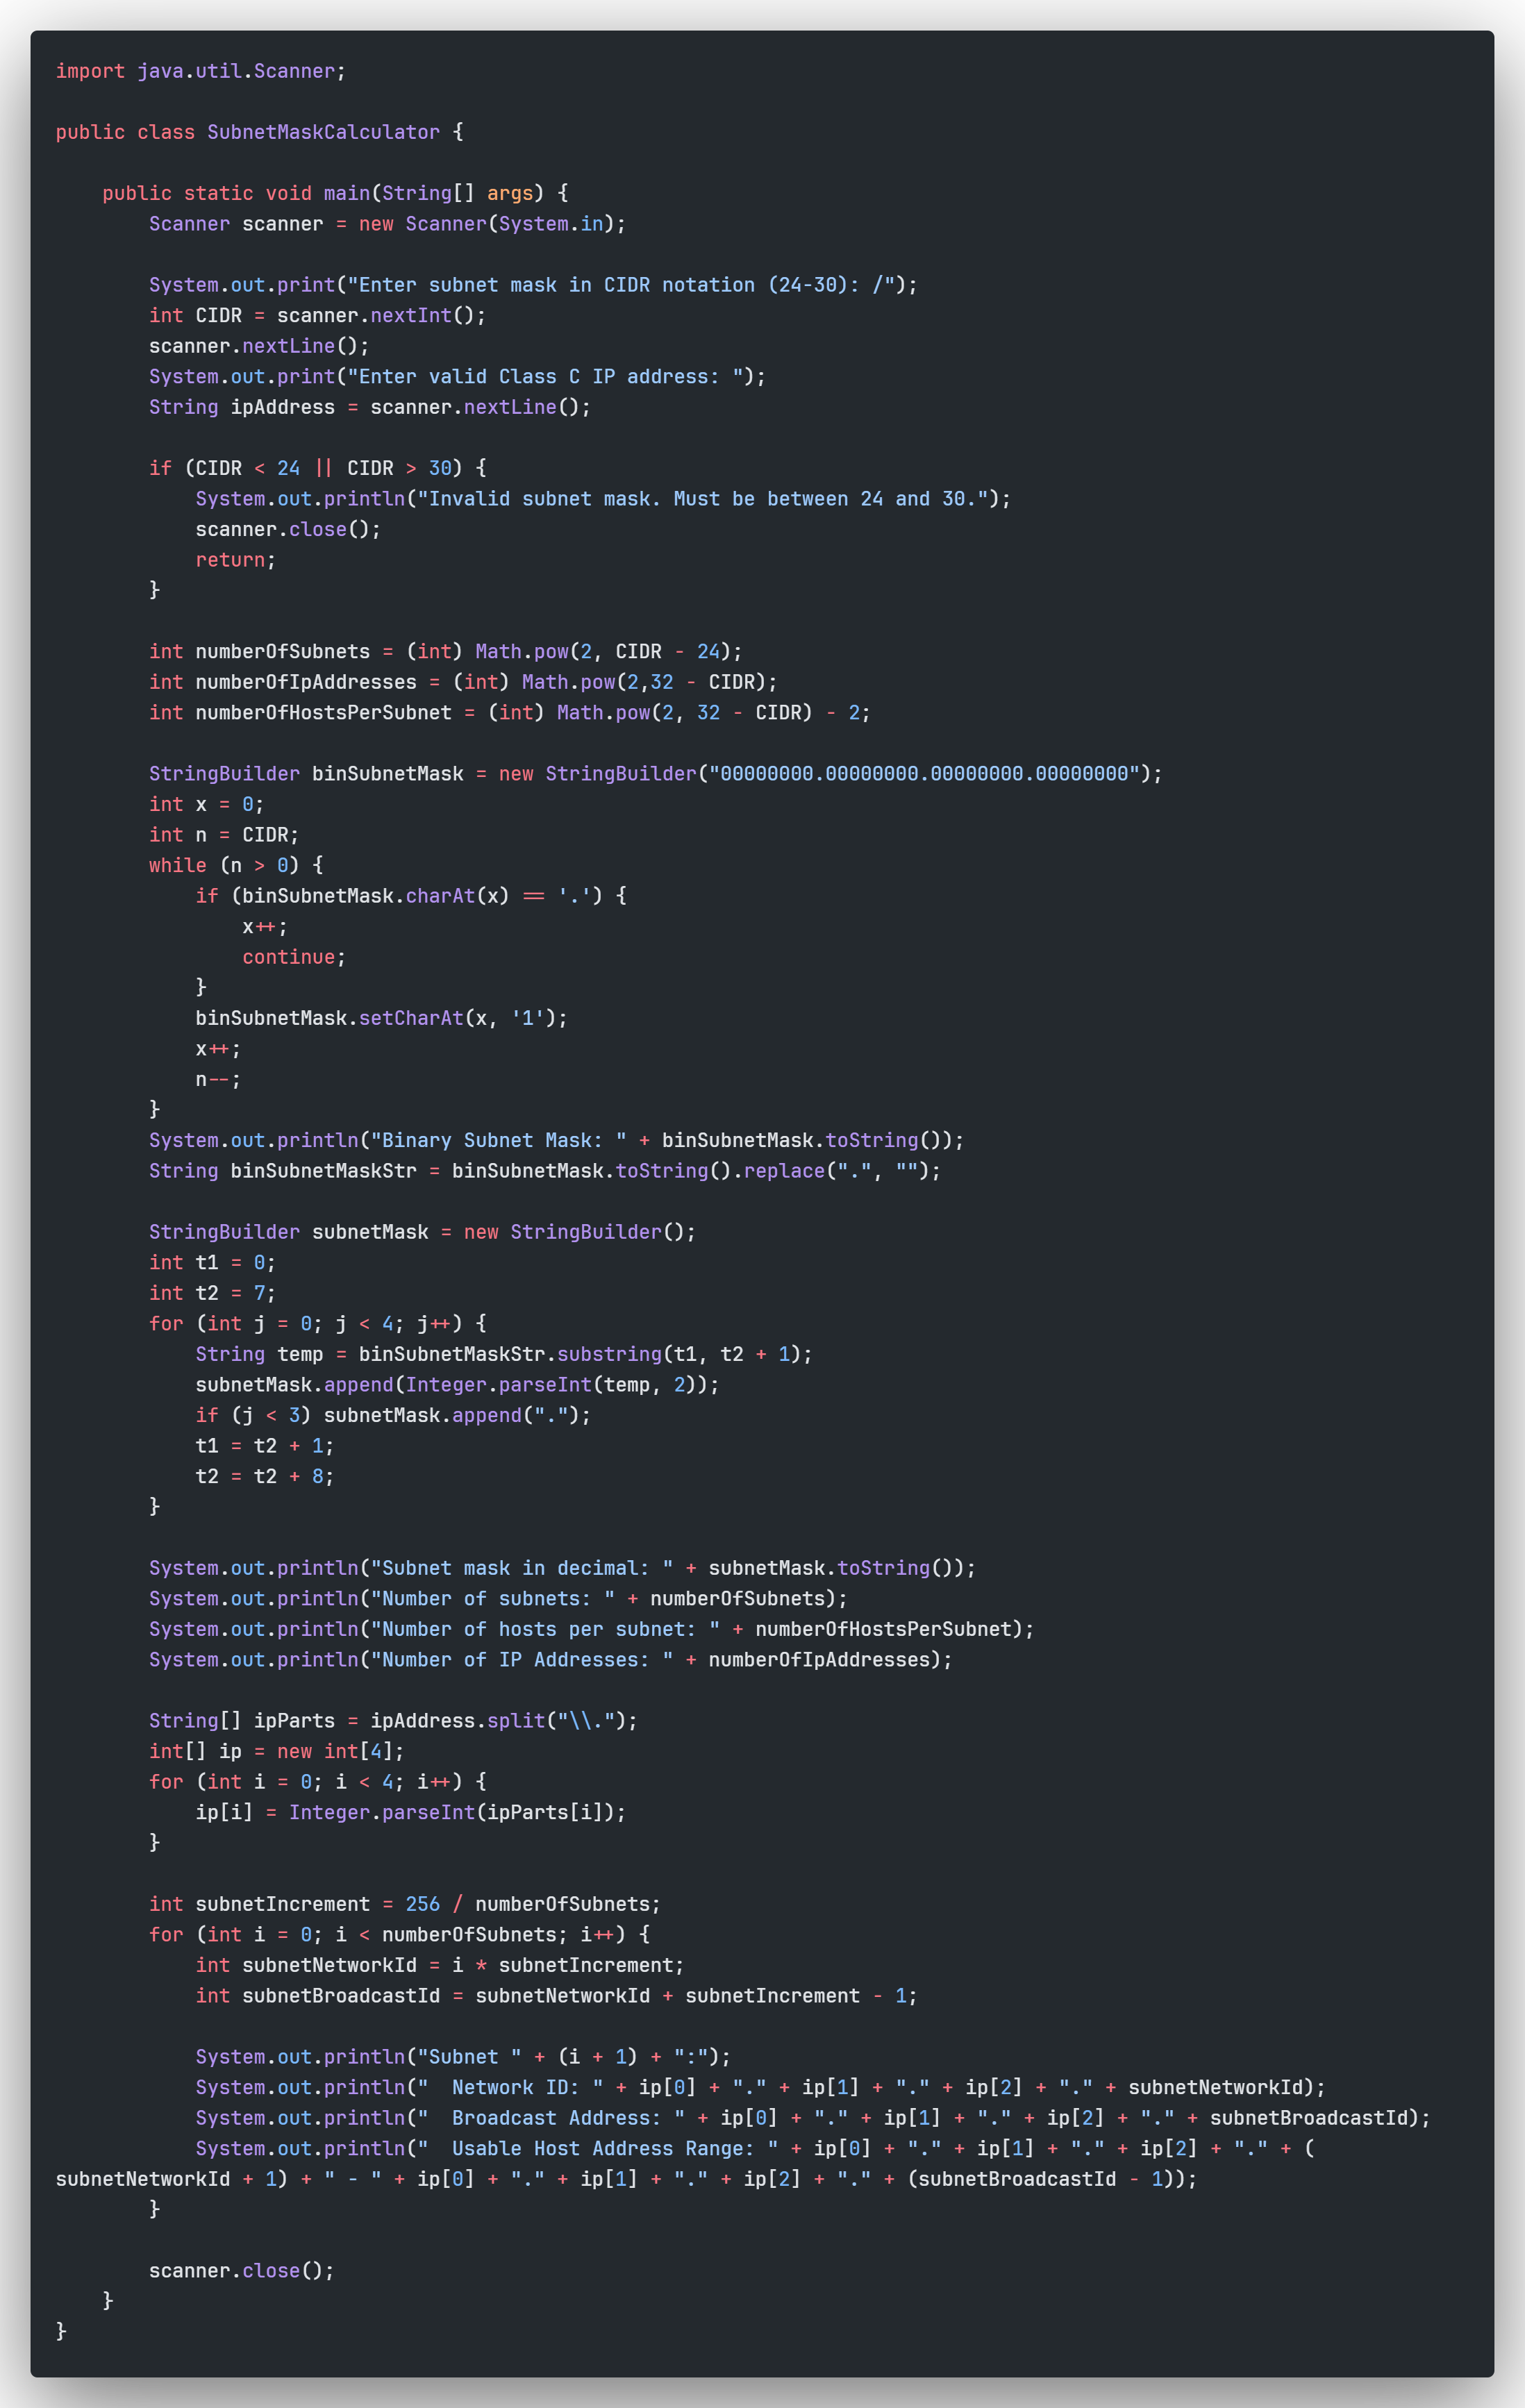 import java.util.Scanner;

public class SubnetMaskCalculator {

    public static void main(String[] args) {
        Scanner scanner = new Scanner(System.in);

        System.out.print("Enter subnet mask in CIDR notation (24-30): /");
        int CIDR = scanner.nextInt();
        scanner.nextLine();
        System.out.print("Enter valid Class C IP address: ");
        String ipAddress = scanner.nextLine();

        if (CIDR < 24 || CIDR > 30) {
            System.out.println("Invalid subnet mask. Must be between 24 and 30.");
            scanner.close();
            return;
        }

        int numberOfSubnets = (int) Math.pow(2, CIDR - 24);
        int numberOfIpAddresses = (int) Math.pow(2,32 - CIDR);
        int numberOfHostsPerSubnet = (int) Math.pow(2, 32 - CIDR) - 2;

        StringBuilder binSubnetMask = new StringBuilder("00000000.00000000.00000000.00000000");
        int x = 0;
        int n = CIDR;
        while (n > 0) {
            if (binSubnetMask.charAt(x) == '.') {
                x++;
                continue;
            }
            binSubnetMask.setCharAt(x, '1');
            x++;
            n--;
        }
        System.out.println("Binary Subnet Mask: " + binSubnetMask.toString());
        String binSubnetMaskStr = binSubnetMask.toString().replace(".", "");

        StringBuilder subnetMask = new StringBuilder();
        int t1 = 0;
        int t2 = 7;
        for (int j = 0; j < 4; j++) {
            String temp = binSubnetMaskStr.substring(t1, t2 + 1);
            subnetMask.append(Integer.parseInt(temp, 2));
            if (j < 3) subnetMask.append(".");
            t1 = t2 + 1;
            t2 = t2 + 8;
        }

        System.out.println("Subnet mask in decimal: " + subnetMask.toString());
        System.out.println("Number of subnets: " + numberOfSubnets);
        System.out.println("Number of hosts per subnet: " + numberOfHostsPerSubnet);
        System.out.println("Number of IP Addresses: " + numberOfIpAddresses);

        String[] ipParts = ipAddress.split("\\.");
        int[] ip = new int[4];
        for (int i = 0; i < 4; i++) {
            ip[i] = Integer.parseInt(ipParts[i]);
        }

        int subnetIncrement = 256 / numberOfSubnets;
        for (int i = 0; i < numberOfSubnets; i++) {
            int subnetNetworkId = i * subnetIncrement;
            int subnetBroadcastId = subnetNetworkId + subnetIncrement - 1;

            System.out.println("Subnet " + (i + 1) + ":");
            System.out.println("  Network ID: " + ip[0] + "." + ip[1] + "." + ip[2] + "." + subnetNetworkId);
            System.out.println("  Broadcast Address: " + ip[0] + "." + ip[1] + "." + ip[2] + "." + subnetBroadcastId);
            System.out.println("  Usable Host Address Range: " + ip[0] + "." + ip[1] + "." + ip[2] + "." + (
subnetNetworkId + 1) + " - " + ip[0] + "." + ip[1] + "." + ip[2] + "." + (subnetBroadcastId - 1));
        }

        scanner.close();
    }
}